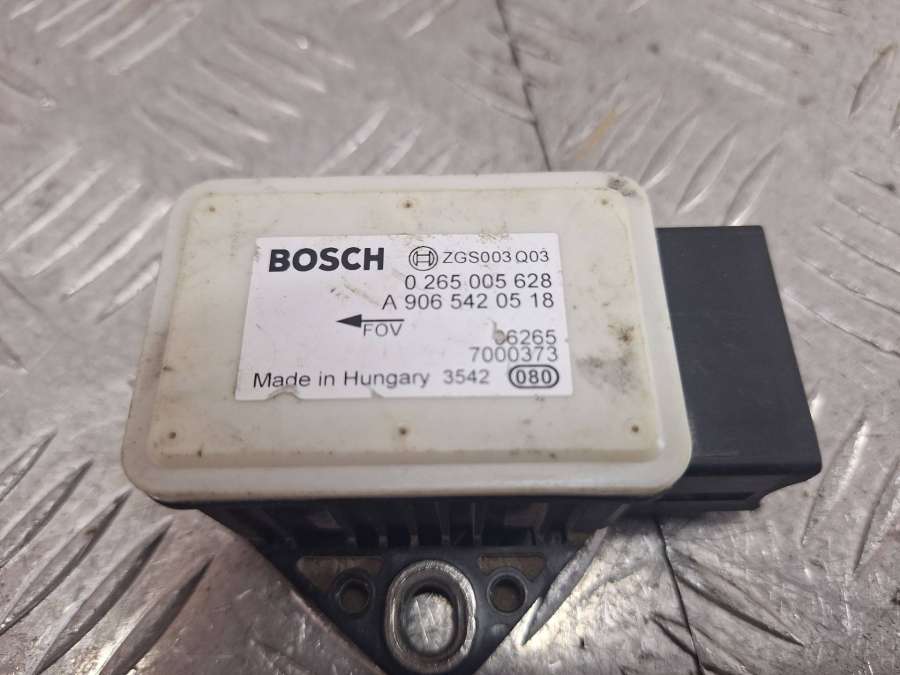 BOSCH ZGS003 Q03
0 265 005 628
A 906 542 05 18
FOV
06265
7000373
Made in Hungary 3542 080